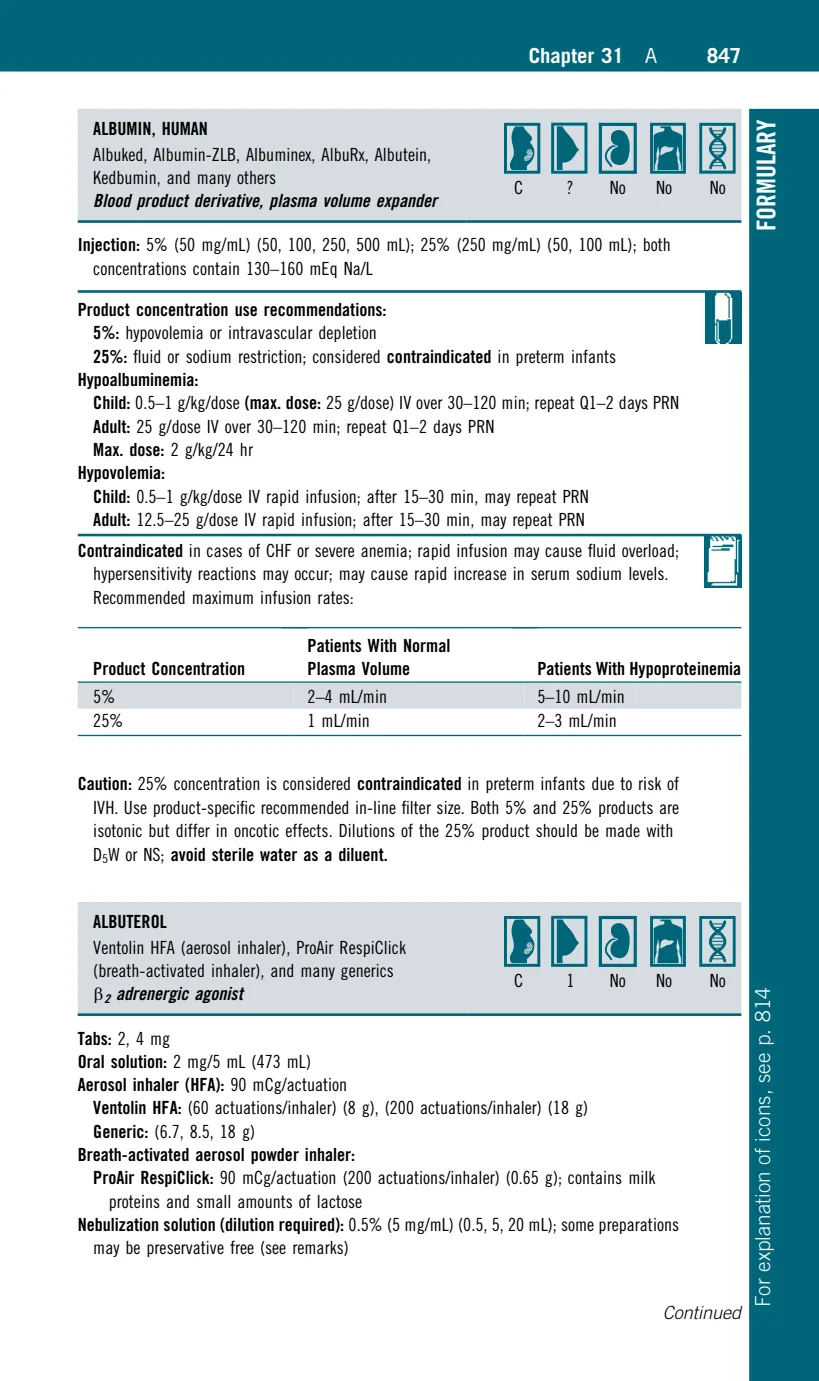 Chapter 31 A 847
ALBUMIN, HUMAN
Albuked, Albumin-ZLB, Albuminex, AlbuRx, Albutein,
Kedbumin, and many others
Blood product derivative, plasma volume expander
C ? No No No
Injection: 5% (50 mg/mL) (50, 100, 250, 500 mL); 25% (250 mg/mL) (50, 100 mL); both
concentrations contain 130–160 mEq Na/L
Product concentration use recommendations:
5%: hypovolemia or intravascular depletion
25%: fluid or sodium restriction; considered contraindicated in preterm infants
Hypoalbuminemia:
Child: 0.5–1 g/kg/dose (max. dose: 25 g/dose) IV over 30–120 min; repeat Q1–2 days PRN
Adult: 25 g/dose IV over 30–120 min; repeat Q1–2 days PRN
Max. dose: 2 g/kg/24 hr
Hypovolemia:
Child: 0.5–1 g/kg/dose IV rapid infusion; after 15–30 min, may repeat PRN
Adult: 12.5–25 g/dose IV rapid infusion; after 15–30 min, may repeat PRN
Contraindicated in cases of CHF or severe anemia; rapid infusion may cause fluid overload;
hypersensitivity reactions may occur; may cause rapid increase in serum sodium levels.
Recommended maximum infusion rates:
Patients With Normal
Product Concentration Plasma Volume Patients With Hypoproteinemia
5% 2–4 mL/min 5–10 mL/min
25% 1 mL/min 2–3 mL/min
Caution: 25% concentration is considered contraindicated in preterm infants due to risk of
IVH. Use product-specific recommended in-line filter size. Both 5% and 25% products are
isotonic but differ in oncotic effects. Dilutions of the 25% product should be made with
D5W or NS; avoid sterile water as a diluent.
ALBUTEROL
Ventolin HFA (aerosol inhaler), ProAir RespiClick
(breath-activated inhaler), and many generics
β2 adrenergic agonist
C 1 No No No
Tabs: 2, 4 mg
Oral solution: 2 mg/5 mL (473 mL)
Aerosol inhaler (HFA): 90 mCg/actuation
Ventolin HFA: (60 actuations/inhaler) (8 g), (200 actuations/inhaler) (18 g)
Generic: (6.7, 8.5, 18 g)
Breath-activated aerosol powder inhaler:
ProAir RespiClick: 90 mCg/actuation (200 actuations/inhaler) (0.65 g); contains milk
proteins and small amounts of lactose
Nebulization solution (dilution required): 0.5% (5 mg/mL) (0.5, 5, 20 mL); some preparations
may be preservative free (see remarks)
Continued
FORMULARY
For explanation of icons, see p. 814